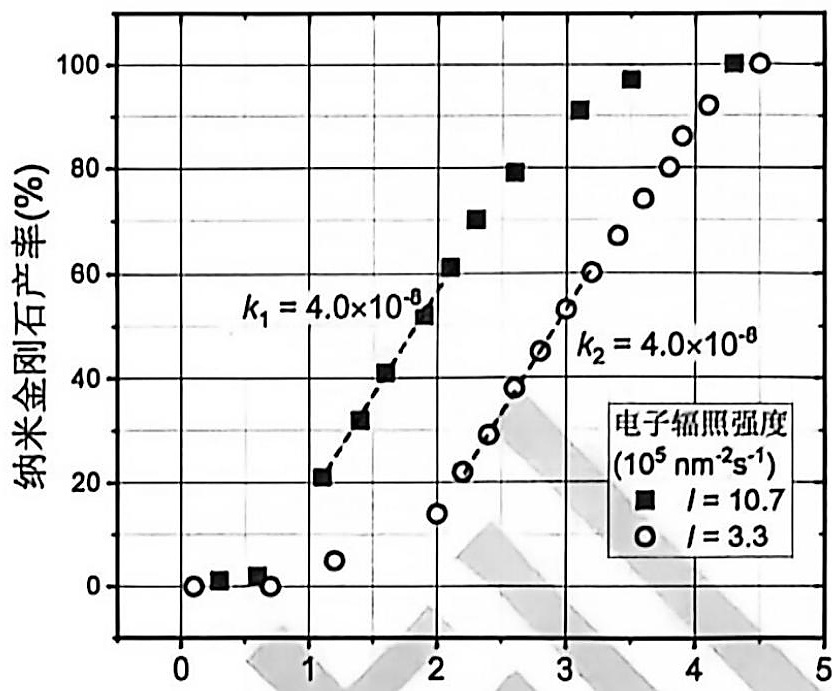 纳米金刚石产率(%)
100
80
60
40
20
0
k₁ = 4.0×10⁻⁸
k₂ = 4.0×10⁻⁸
电子辐照强度
(10⁵ nm⁻²s⁻¹)
I = 10.7
I = 3.3
0 1 2 3 4 5